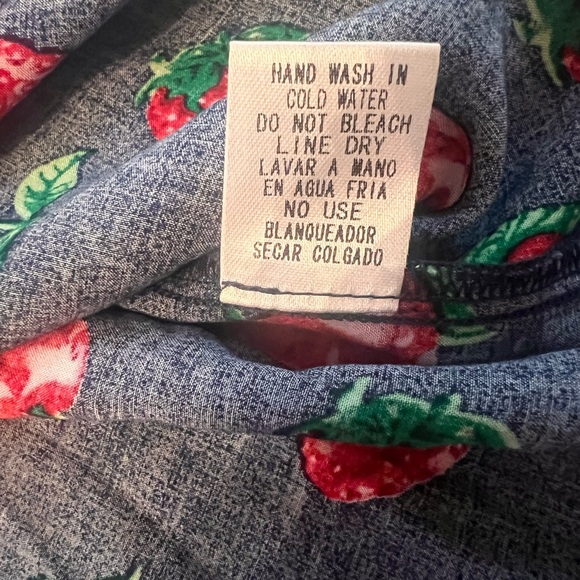 HAND WASH IN
COLD WATER
DO NOT BLEACH
LINE DRY
LAVAR A MANO
EN AGUA FRIA
NO USE
BLANQUEADOR
SECAR COLGADO